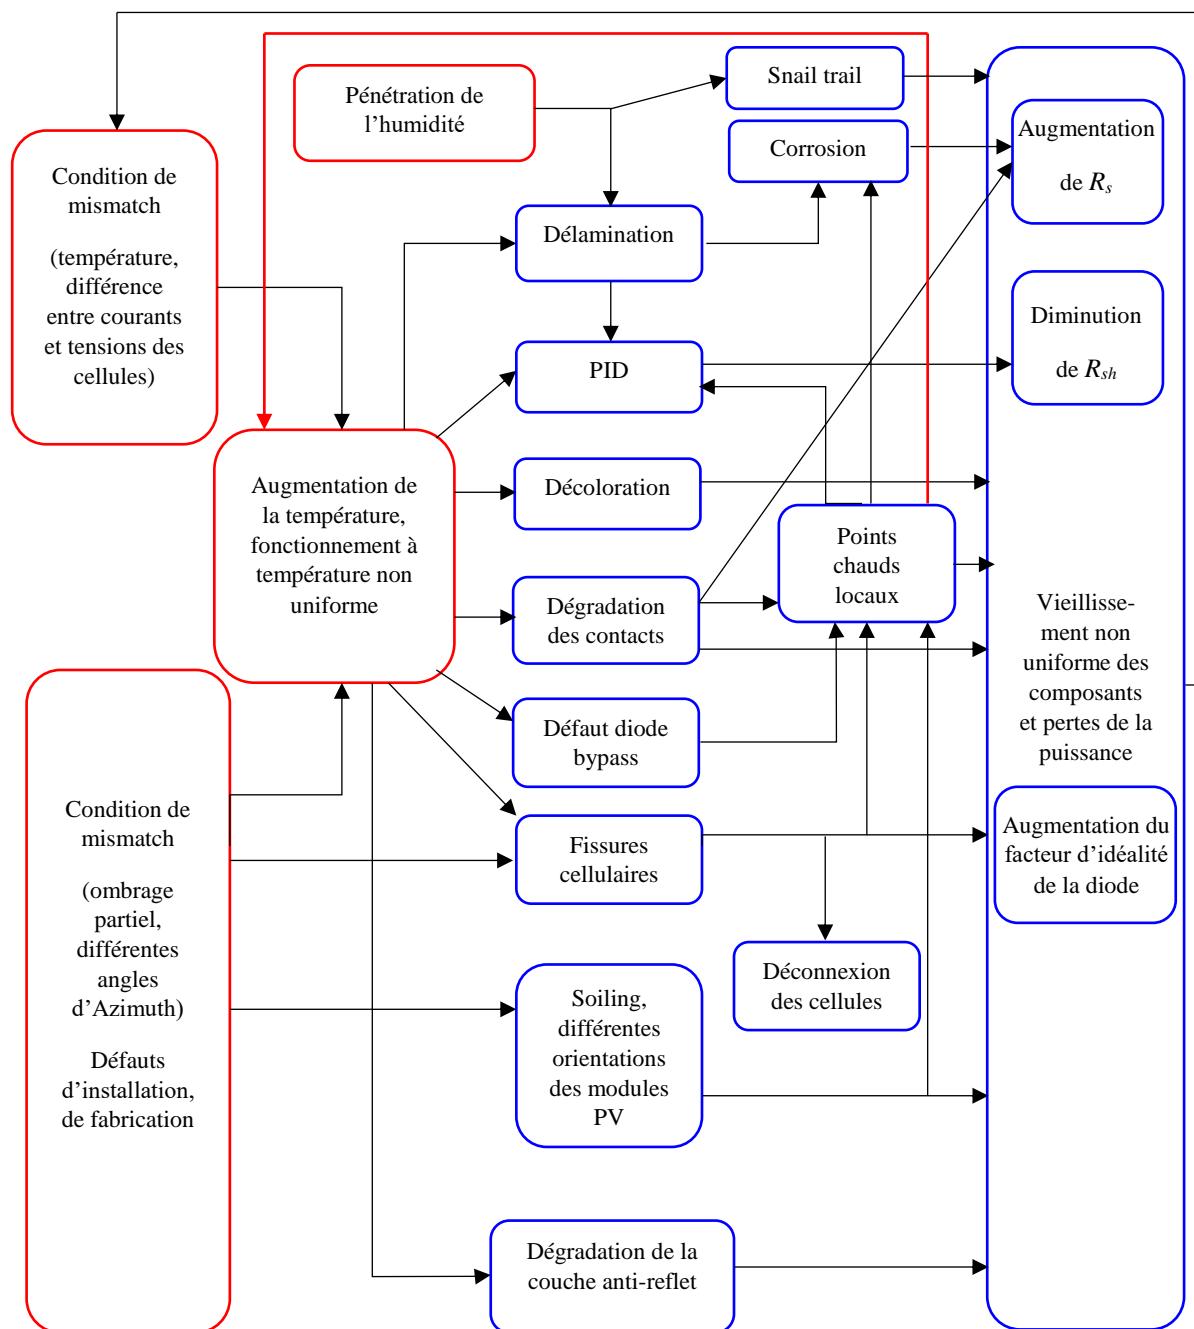 Snail trail
Pénétration de
l’humidité
Corrosion
Augmentation
de Rs
Condition de
mismatch
(température,
différence
entre courants
et tensions des
cellules)
Délamination
Diminution
de Rsh
PID
Augmentation de
la température,
fonctionnement à
température non
uniforme
Décoloration
Points
chauds
locaux
Dégradation
des contacts
Vieillisse-
ment non
uniforme des
composants
et pertes de la
puissance
Défaut diode
bypass
Condition de
mismatch
(ombrage
partiel,
différentes
angles
d’Azimuth)
Défauts
d’installation,
de fabrication
Fissures
cellulaires
Augmentation du
facteur d’idéalité
de la diode
Déconnexion
des cellules
Soiling,
différentes
orientations
des modules
PV
Dégradation de la
couche anti-reflet